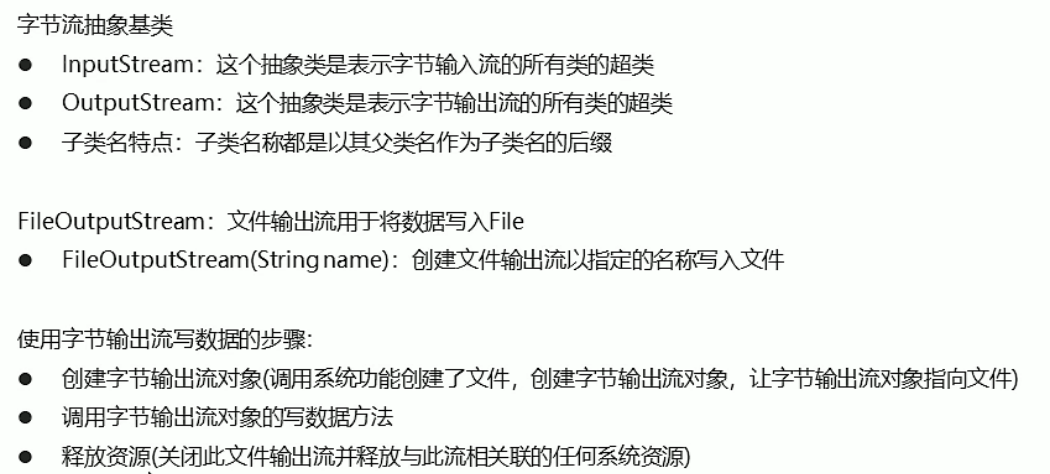 字节流抽象基类
● InputStream：这个抽象类是表示字节输入流的所有类的超类
● OutputStream：这个抽象类是表示字节输出流的所有类的超类
● 子类名特点：子类名称都是以其父类名作为子类名的后缀
FileOutputStream：文件输出流用于将数据写入File
● FileOutputStream(String name)：创建文件输出流以指定的名称写入文件
使用字节输出流写数据的步骤：
● 创建字节输出流对象(调用系统功能创建了文件，创建字节输出流对象，让字节输出流对象指向文件)
● 调用字节输出流对象的写数据方法
● 释放资源(关闭此文件输出流并释放与此流相关联的任何系统资源)